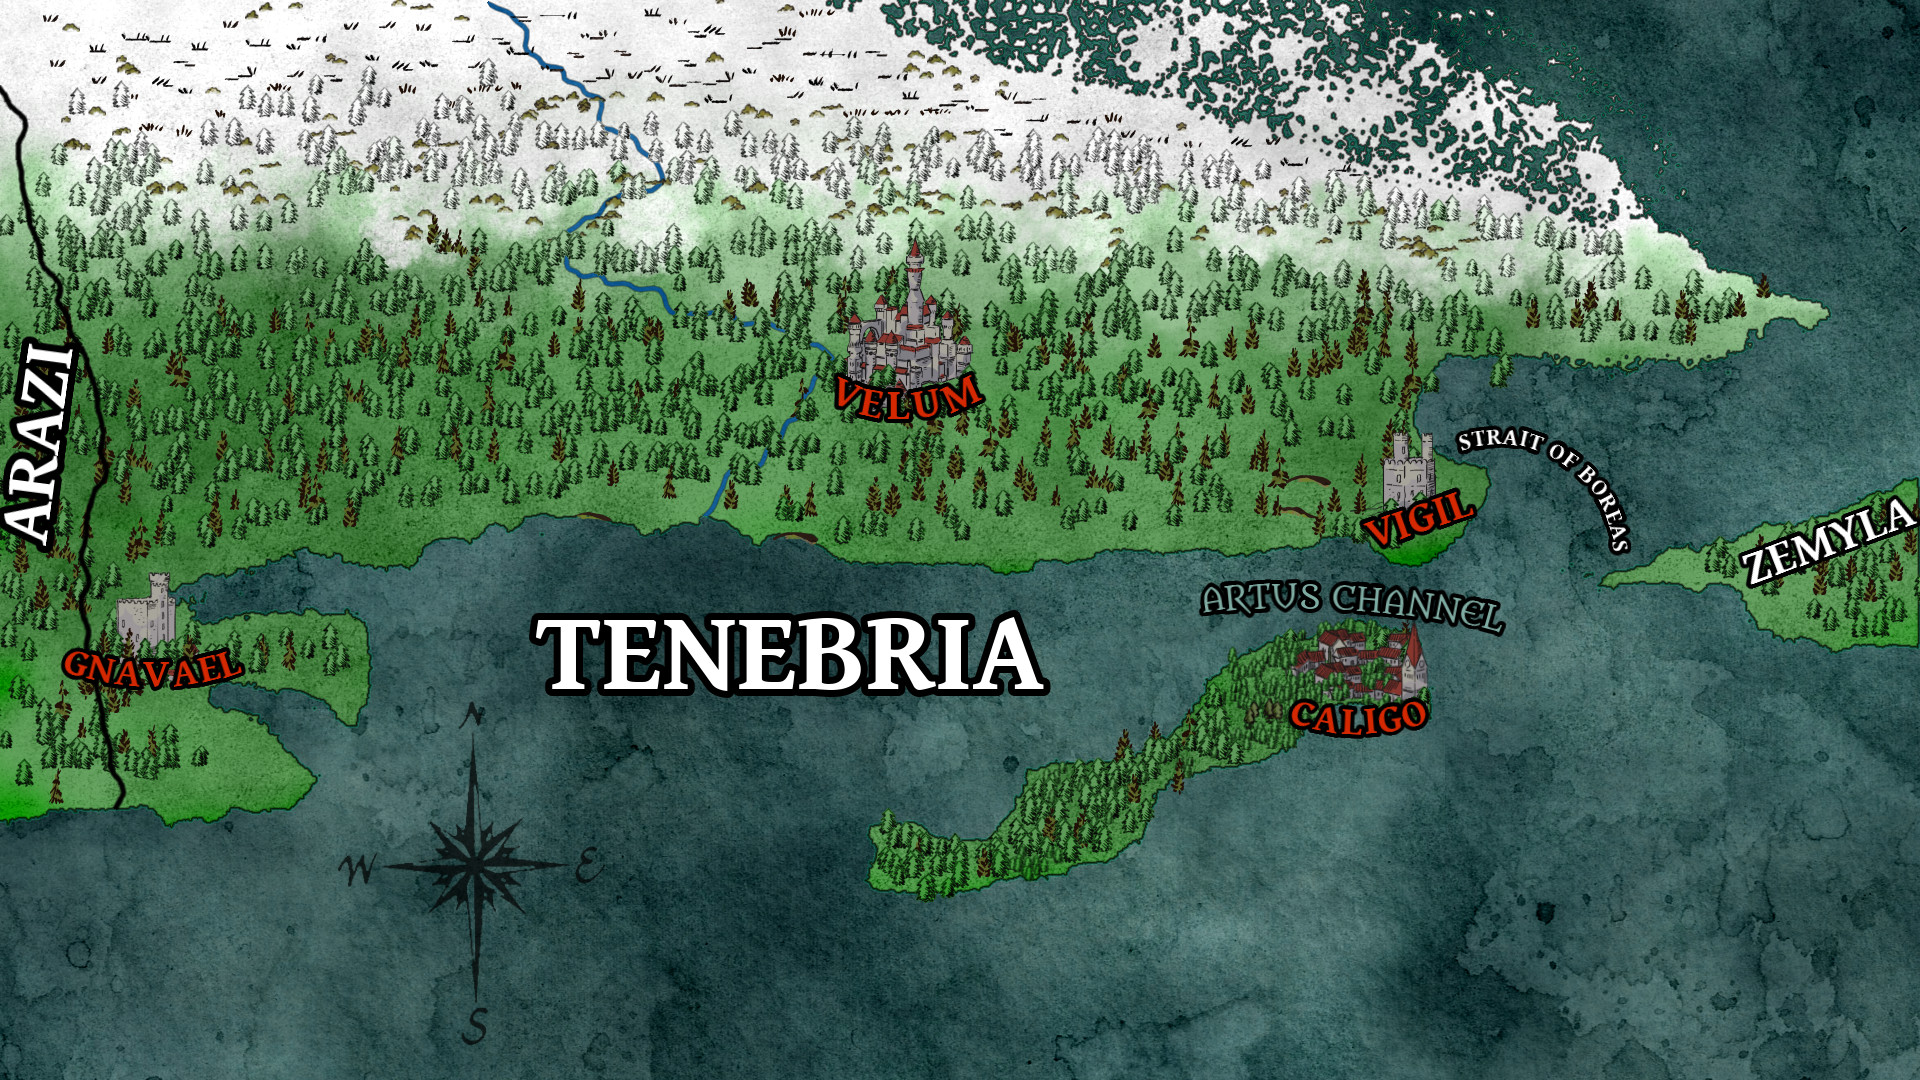 ARAZI
VELUM
STRAIT OF BOREAS
VIGIL
ZEMYLA
ARTUS CHANNEL
GNAVAEL
TENEBRIA
CALIGO
N
W
E
S